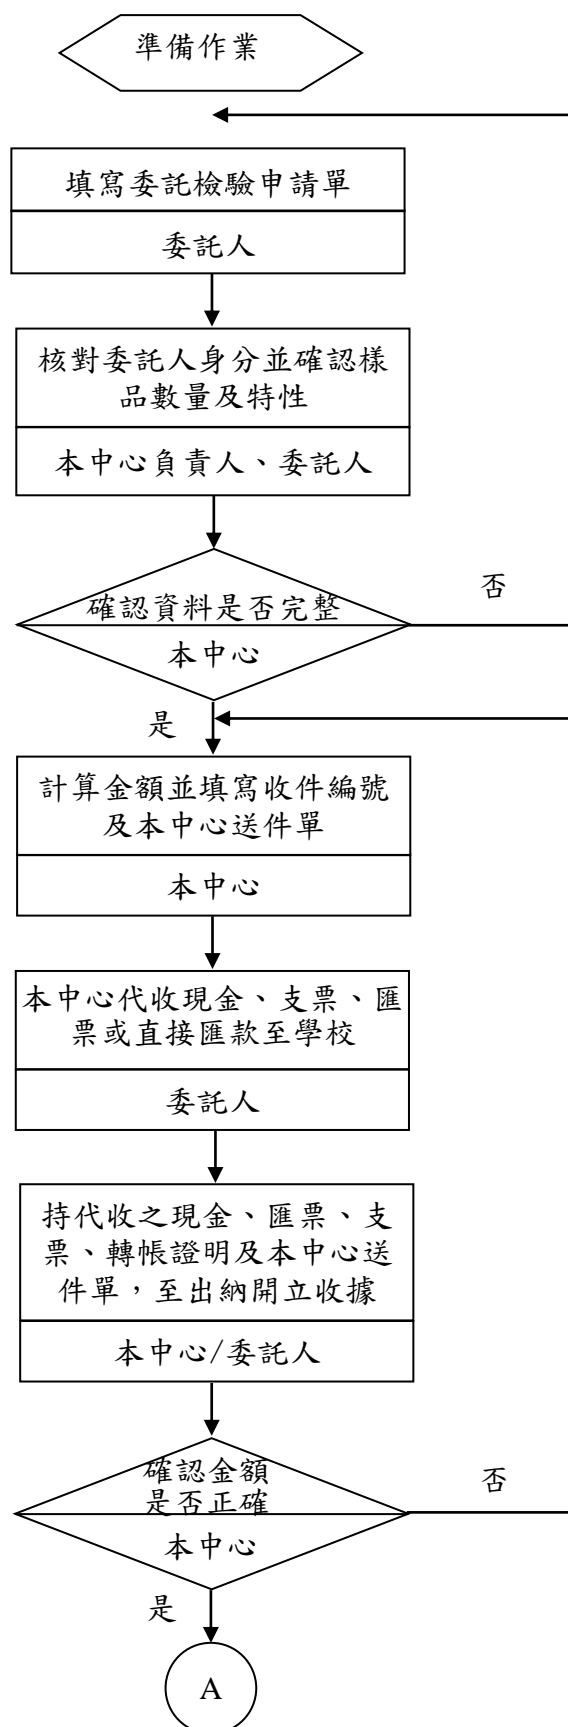 準備作業
填寫委託檢驗申請單
委託人
核對委託人身分並確認樣
品數量及特性
本中心負責人、委託人
確認資料是否完整
否
本中心
是
計算金額並填寫收件編號
及本中心送件單
本中心
本中心代收現金、支票、匯
票或直接匯款至學校
委託人
持代收之現金、匯票、支
票、轉帳證明及本中心送
件單，至出納開立收據
本中心/委託人
確認金額
是否正確
否
本中心
是
A